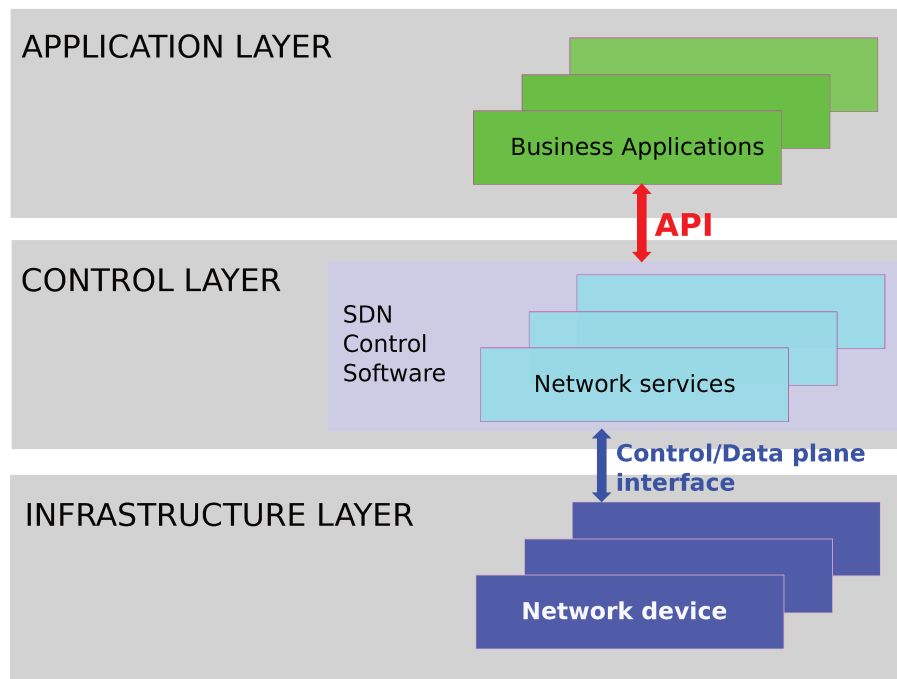 APPLICATION LAYER
Business Applications
API
CONTROL LAYER
SDN
Control
Software
Network services
Control/Data plane
interface
INFRASTRUCTURE LAYER
Network device